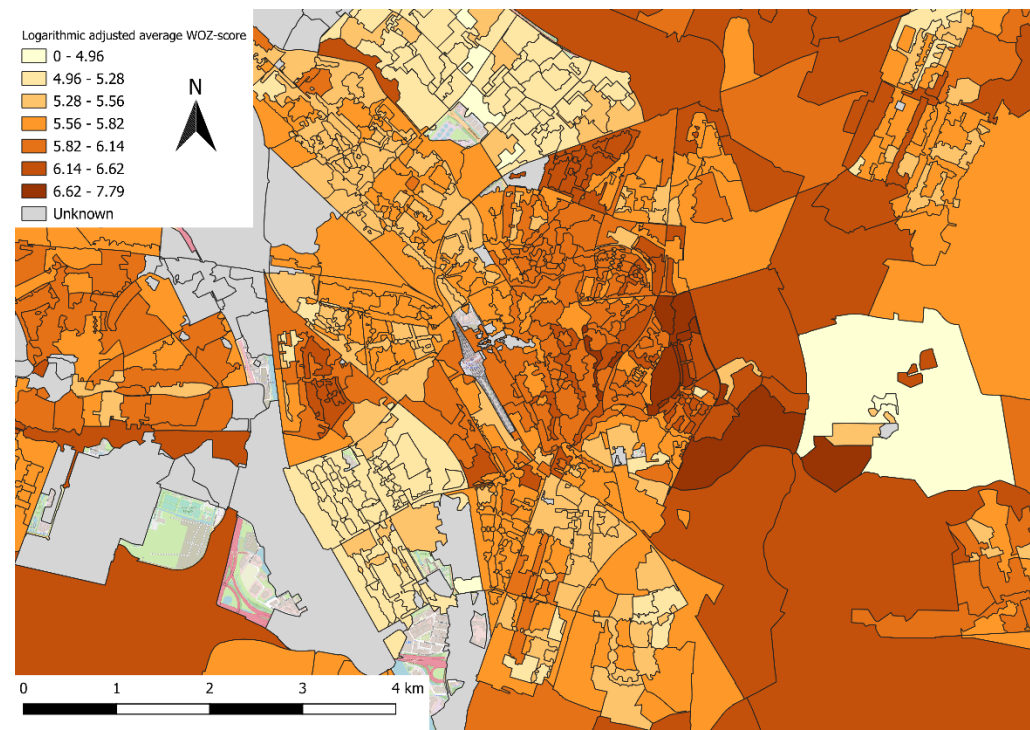 Logarithmic adjusted average WOZ-score
0 - 4.96
4.96 - 5.28
5.28 - 5.56
5.56 - 5.82
5.82 - 6.14
6.14 - 6.62
6.62 - 7.79
Unknown
N
0 1 2 3 4 km